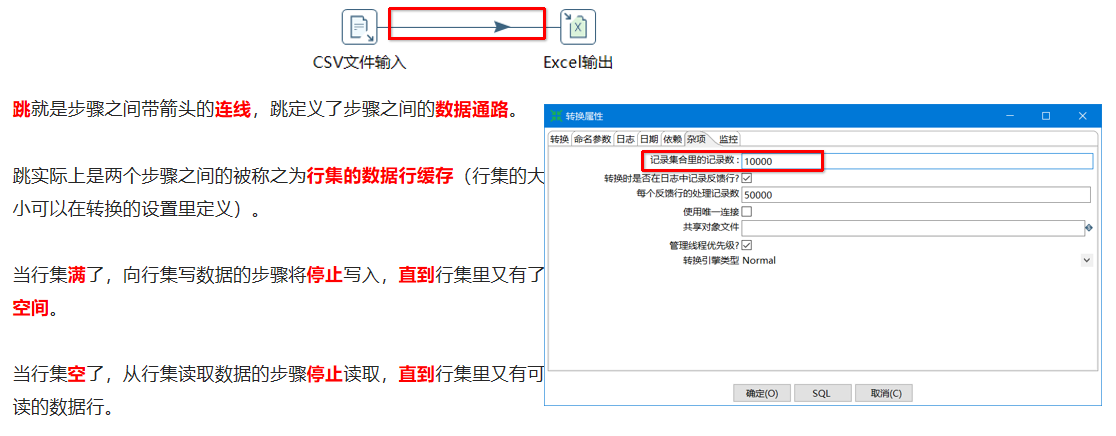 CSV文件输入
Excel输出
跳就是步骤之间带箭头的连线，跳定义了步骤之间的数据通路。
跳实际上是两个步骤之间的被称之为行集的数据行缓存（行集的大
小可以在转换的设置里定义）。
当行集满了，向行集写数据的步骤将停止写入，直到行集里又有了
空间。
当行集空了，从行集读取数据的步骤停止读取，直到行集里又有可
读的数据行。
转换属性
转换 命名参数 日志 日期 依赖 杂项 监控
记录集合里的记录数： 10000
转换时是否在日志中记录反馈行?
每个反馈行的处理记录数 50000
使用唯一连接
共享对象文件
管理线程优先级?
转换引擎类型 Normal
确定(O) SQL 取消(C)